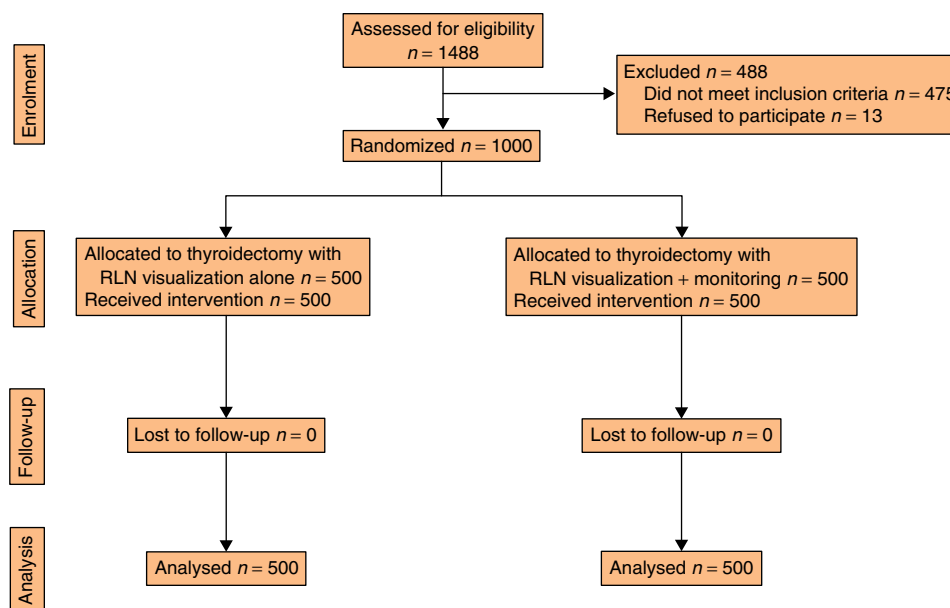 Enrolment
Assessed for eligibility
n = 1488
Excluded n = 488
Did not meet inclusion criteria n = 475
Refused to participate n = 13
Randomized n = 1000
Allocation
Allocated to thyroidectomy with
RLN visualization alone n = 500
Received intervention n = 500
Allocated to thyroidectomy with
RLN visualization + monitoring n = 500
Received intervention n = 500
Follow-up
Lost to follow-up n = 0
Lost to follow-up n = 0
Analysis
Analysed n = 500
Analysed n = 500